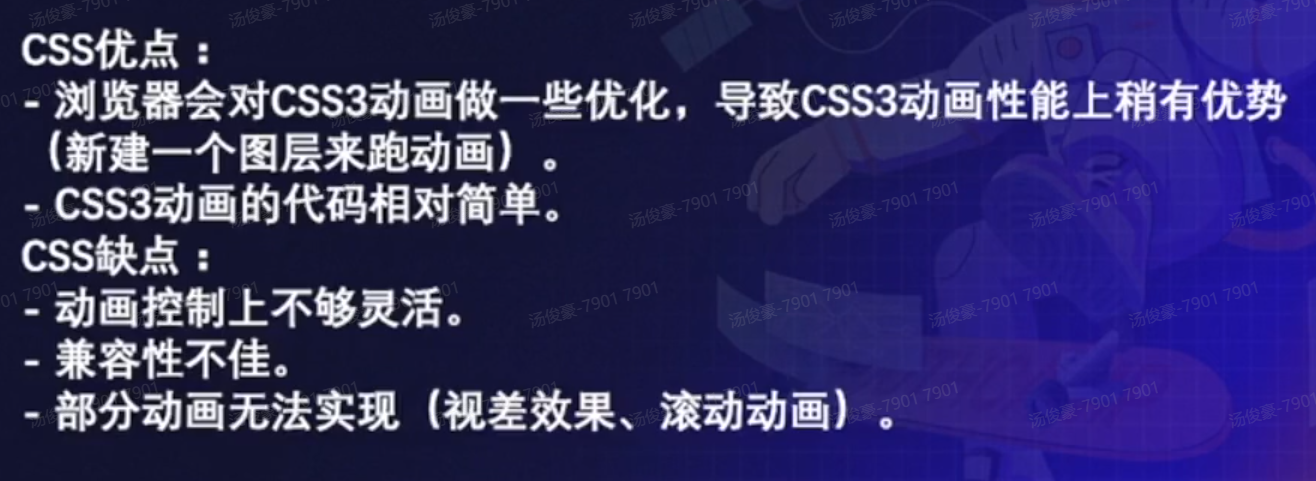 CSS优点：
- 浏览器会对CSS3动画做一些优化，导致CSS3动画性能上稍有优势
（新建一个图层来跑动画）。
- CSS3动画的代码相对简单。
CSS缺点：
- 动画控制上不够灵活。
- 兼容性不佳。
- 部分动画无法实现（视差效果、滚动动画）。
汤俊豪-7901 7901